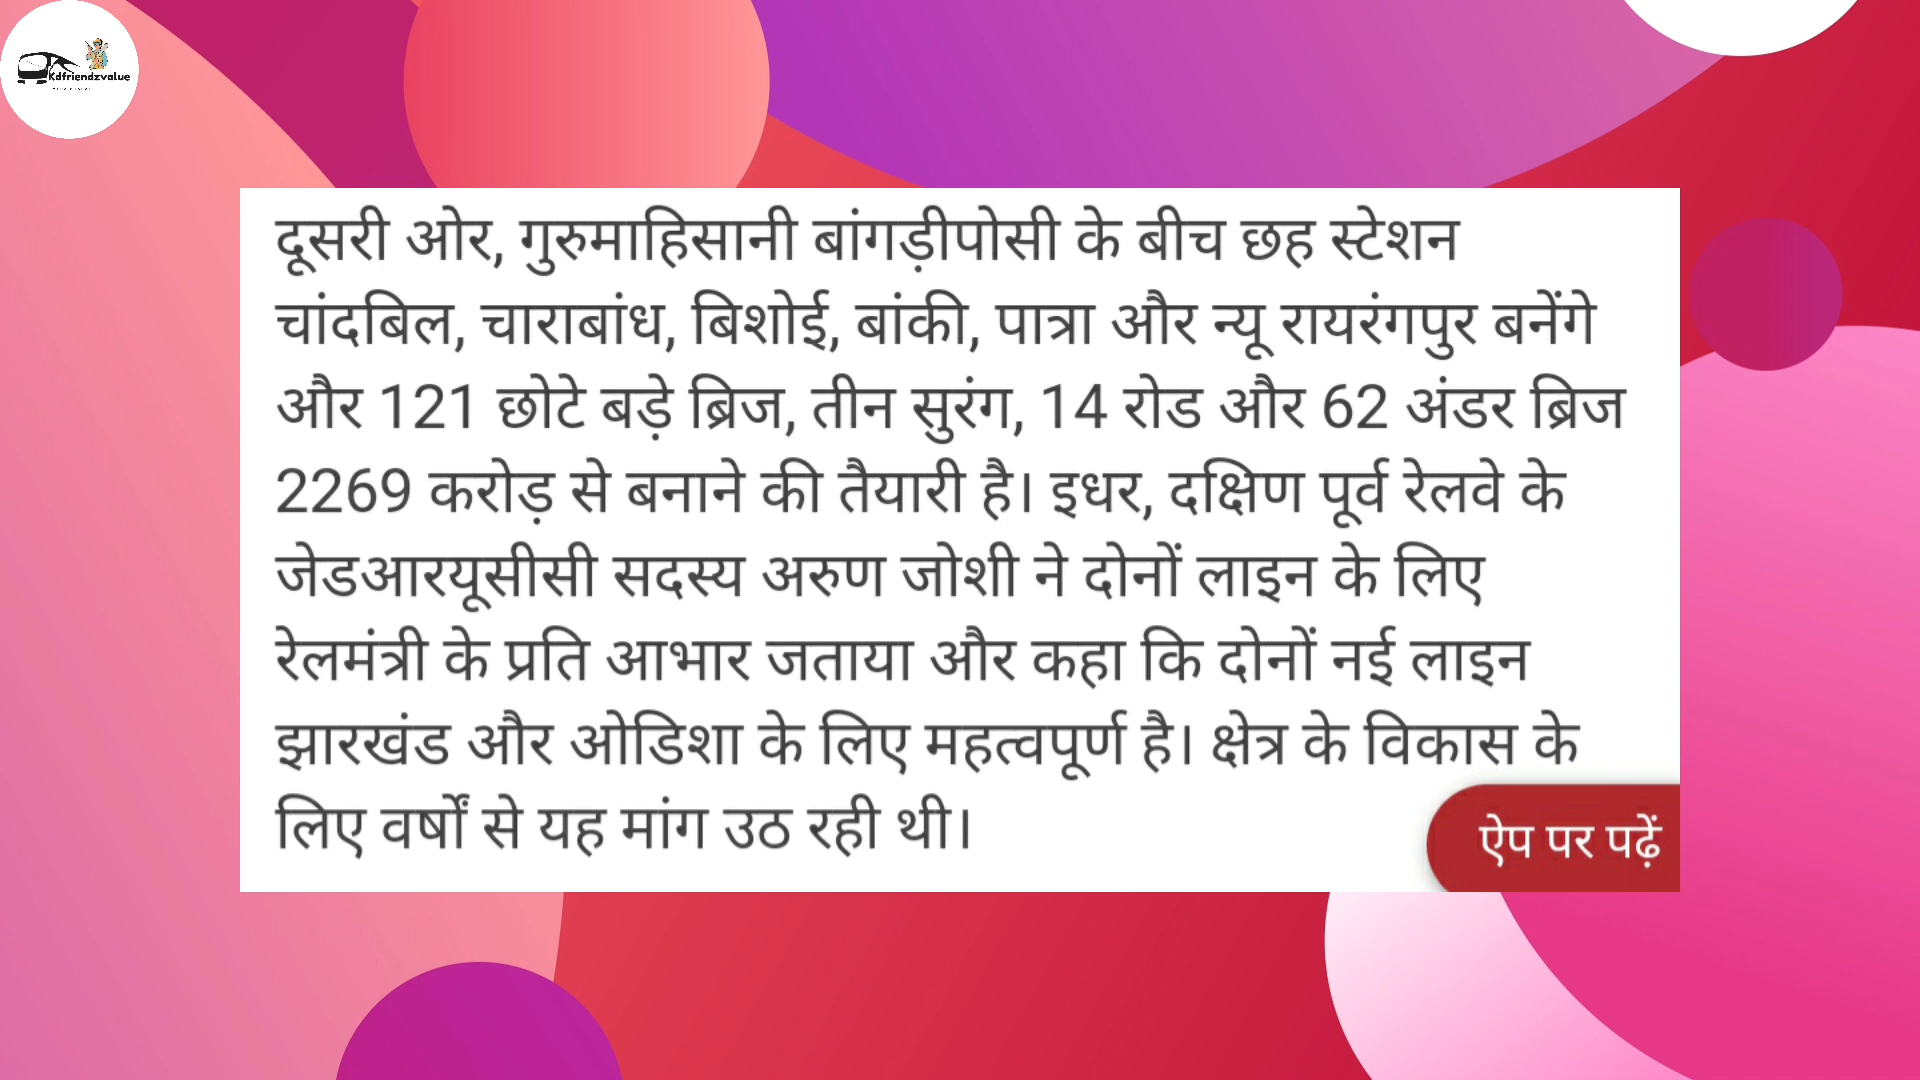 Kdfriendzvalue
दूसरी ओर, गुरुमाहिसानी बांगड़ीपोसी के बीच छह स्टेशन
चांदबिल, चाराबांध, बिशोई, बांकी, पात्रा और न्यू रायरंगपुर बनेंगे
और 121 छोटे बड़े ब्रिज, तीन सुरंग, 14 रोड और 62 अंडर ब्रिज
2269 करोड़ से बनाने की तैयारी है। इधर, दक्षिण पूर्व रेलवे के
जेडआरयूसीसी सदस्य अरुण जोशी ने दोनों लाइन के लिए
रेलमंत्री के प्रति आभार जताया और कहा कि दोनों नई लाइन
झारखंड और ओडिशा के लिए महत्वपूर्ण है। क्षेत्र के विकास के
लिए वर्षों से यह मांग उठ रही थी।
ऐप पर पढ़ें